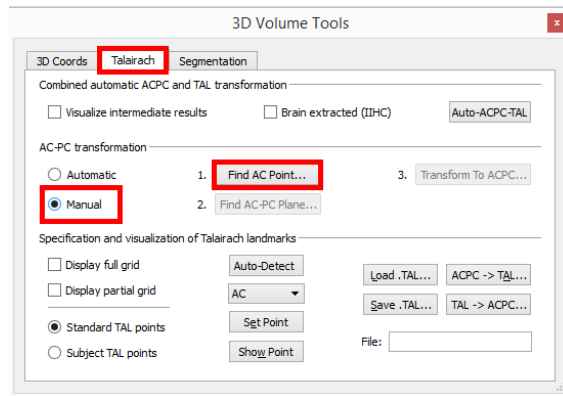 3D Volume Tools
x
3D Coords Talairach Segmentation
Combined automatic ACPC and TAL transformation
Visualize intermediate results Brain extracted (IIHC) Auto-ACPC-TAL
AC-PC transformation
Automatic 1. Find AC Point... 3. Transform To ACPC...
Manual 2. Find AC-PC Plane...
Specification and visualization of Talairach landmarks
Display full grid Auto-Detect Load .TAL... ACPC -> TAL...
Display partial grid AC Save .TAL... TAL -> ACPC...
Standard TAL points Set Point
File:
Subject TAL points Show Point